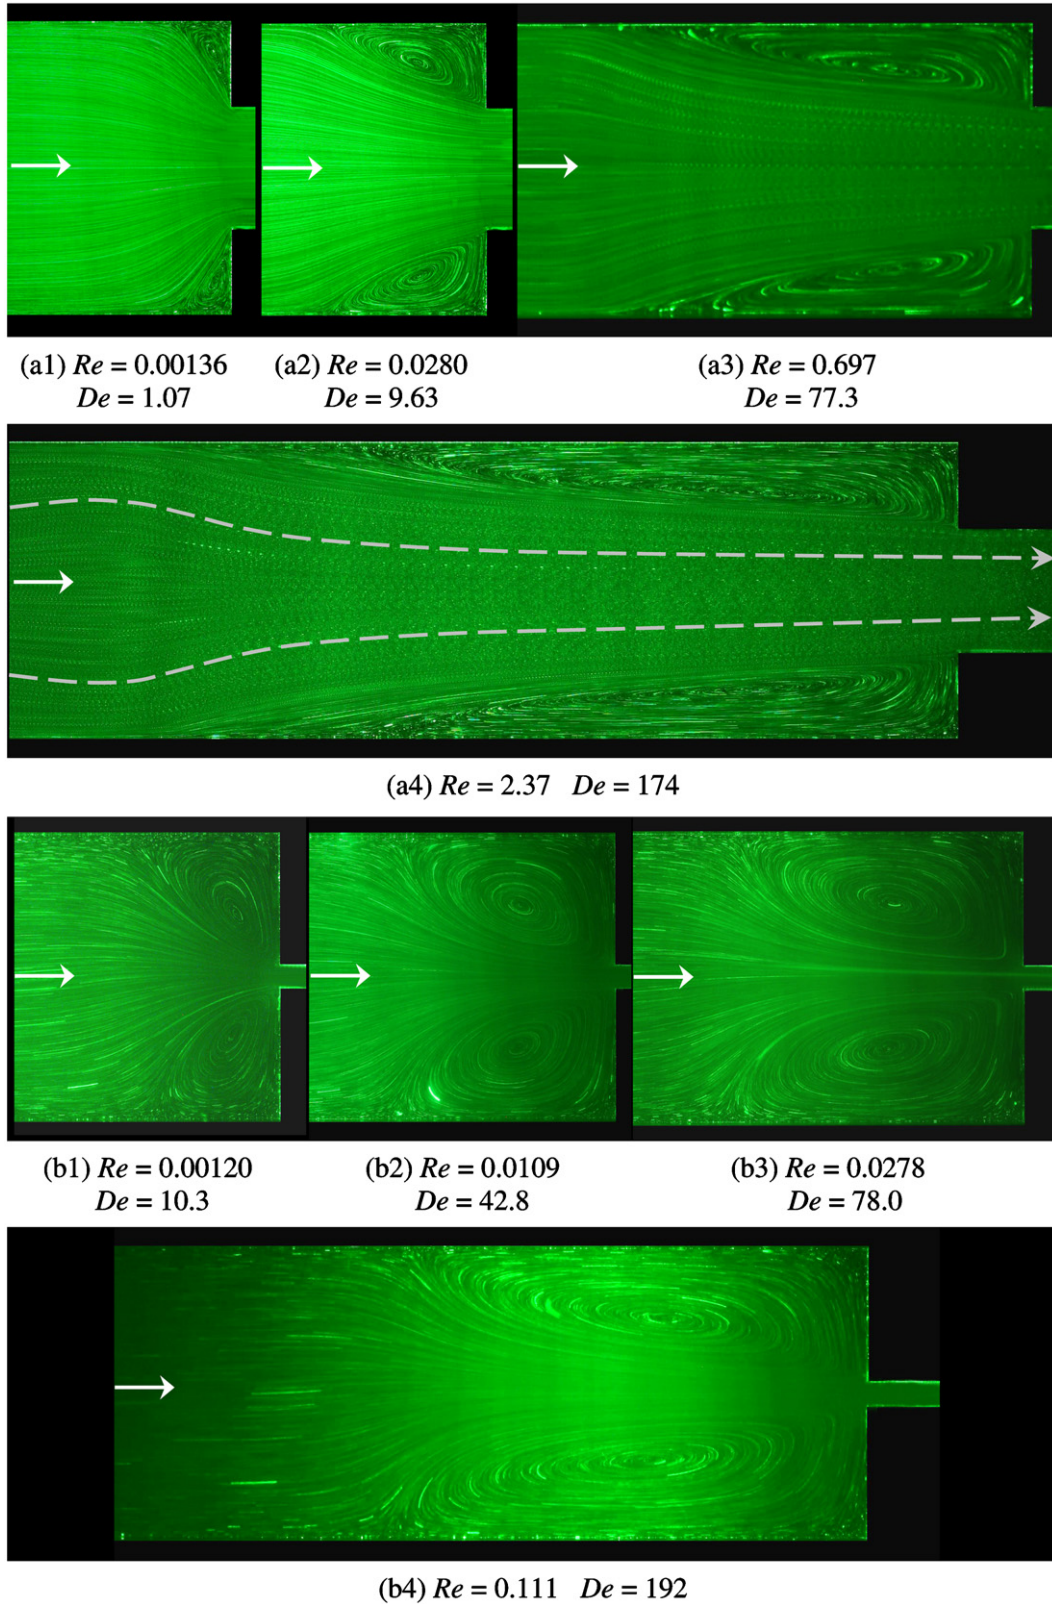 (a1) Re = 0.00136
De = 1.07
(a2) Re = 0.0280
De = 9.63
(a3) Re = 0.697
De = 77.3
(a4) Re = 2.37 De = 174
(b1) Re = 0.00120
De = 10.3
(b2) Re = 0.0109
De = 42.8
(b3) Re = 0.0278
De = 78.0
(b4) Re = 0.111 De = 192